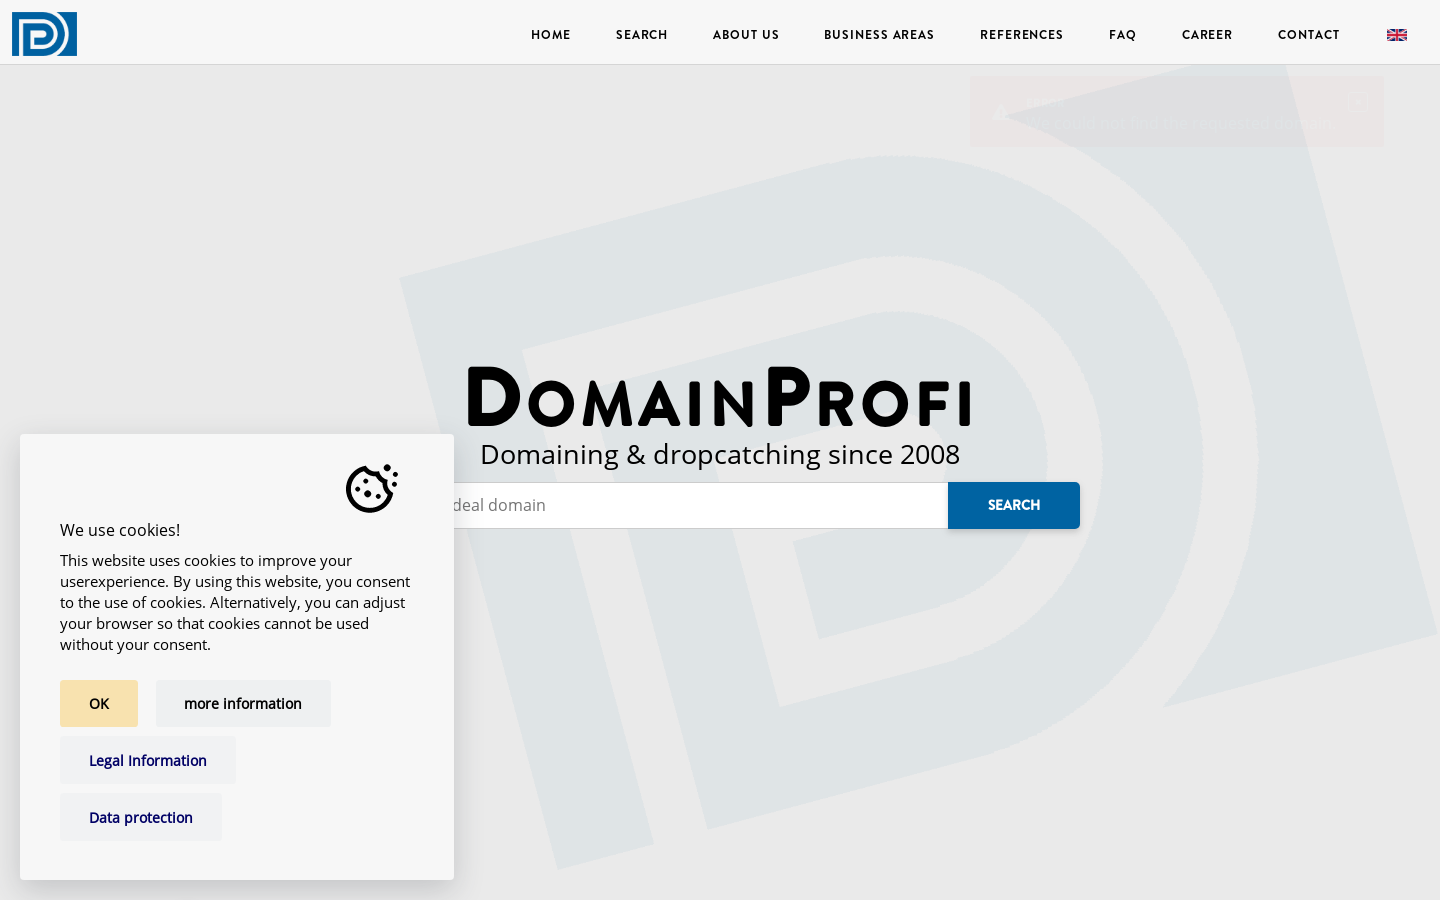 HOME SEARCH ABOUT US BUSINESS AREAS REFERENCES FAQ CAREER CONTACT
DOMAINPROFI
Domaining & dropcatching since 2008
deal domain
SEARCH
We use cookies!
This website uses cookies to improve your
userexperience. By using this website, you consent
to the use of cookies. Alternatively, you can adjust
your browser so that cookies cannot be used
without your consent.
OK more information
Legal Information
Data protection